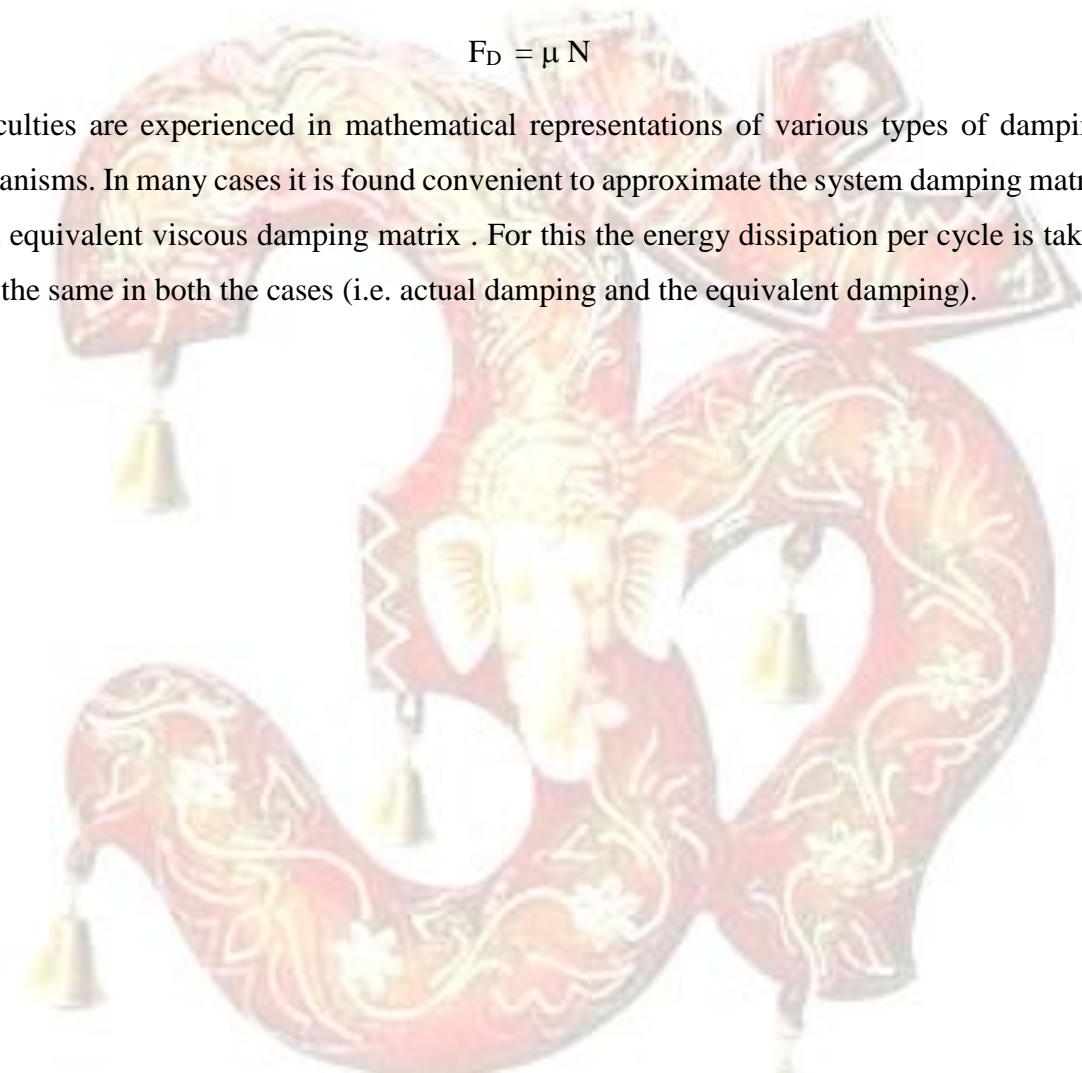 F_D = μ N
culties are experienced in mathematical representations of various types of dampi
anisms. In many cases it is found convenient to approximate the system damping matr
equivalent viscous damping matrix . For this the energy dissipation per cycle is tak
the same in both the cases (i.e. actual damping and the equivalent damping).
ॐ